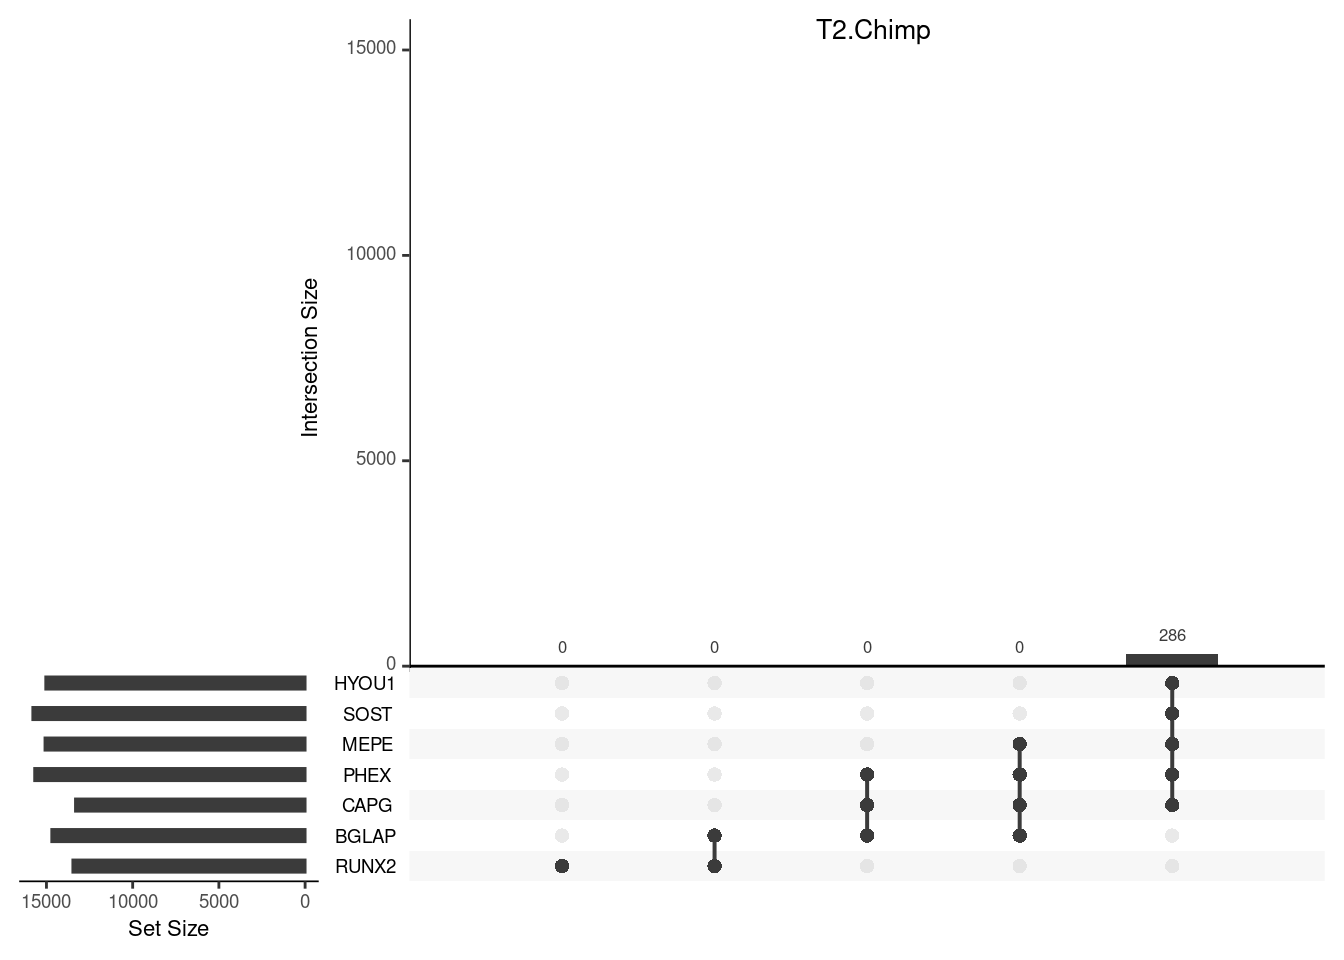 T2.Chimp
15000
10000
5000
0
Intersection Size
0 0 0 0 286
HYOU1
SOST
MEPE
PHEX
CAPG
BGLAP
RUNX2
15000 10000 5000 0
Set Size